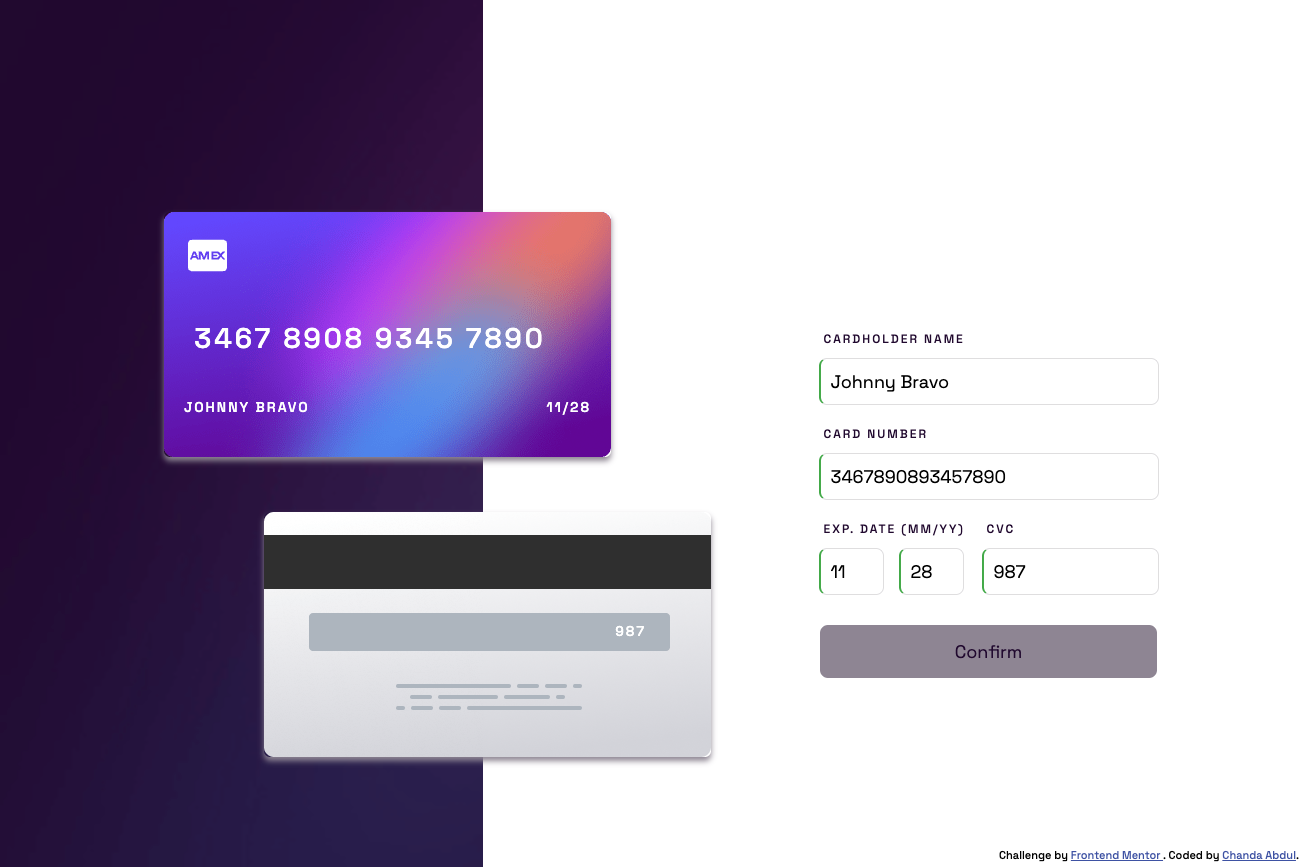 AMEX
3467 8908 9345 7890
JOHNNY BRAVO 11/28
987
CARDHOLDER NAME
Johnny Bravo
CARD NUMBER
3467890893457890
EXP. DATE (MM/YY) CVC
11 28 987
Confirm
Challenge by Frontend Mentor . Coded by Chanda Abdul.